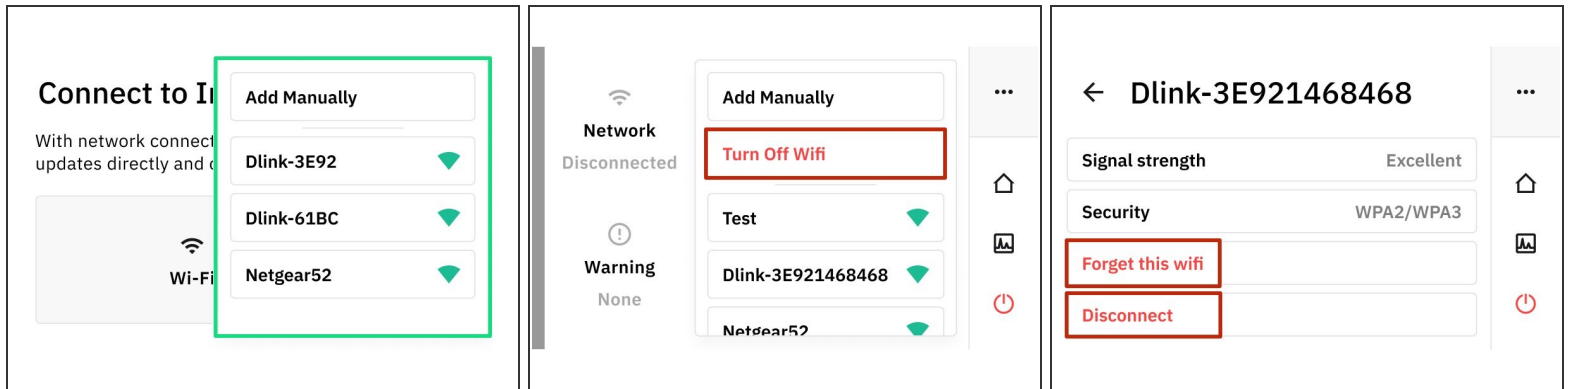 Connect to I
With network connect
updates directly and
Wi-Fi
Add Manually
Dlink-3E92
Dlink-61BC
Netgear52
Network
Disconnected
Warning
None
Add Manually
Turn Off Wifi
Test
Dlink-3E921468468
Netgear52
Dlink-3E921468468
Signal strength Excellent
Security WPA2/WPA3
Forget this wifi
Disconnect